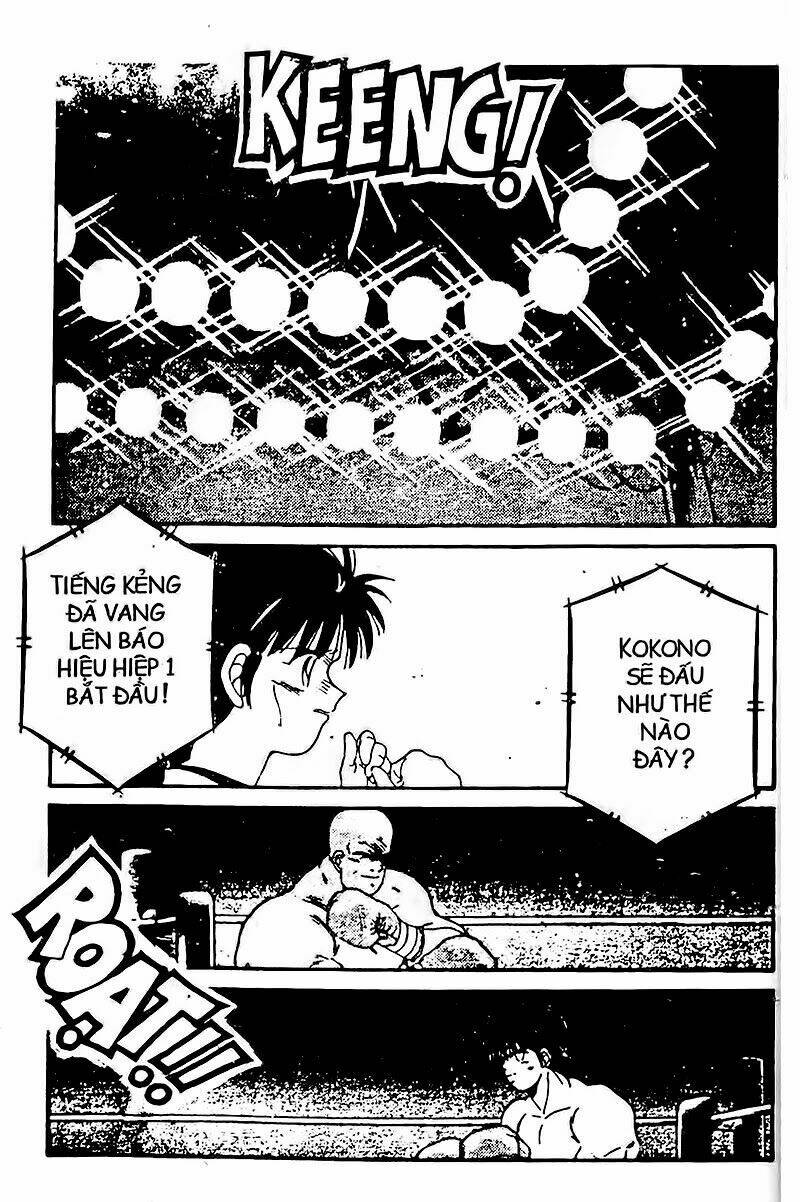 KEENG!
TIẾNG KẺNG
ĐÃ VANG
LÊN BÁO
HIỆU HIỆP 1
BẮT ĐẦU!
KOKONO
SẼ ĐẤU
NHƯ THẾ
NÀO
ĐÂY?
ROẠT!!!